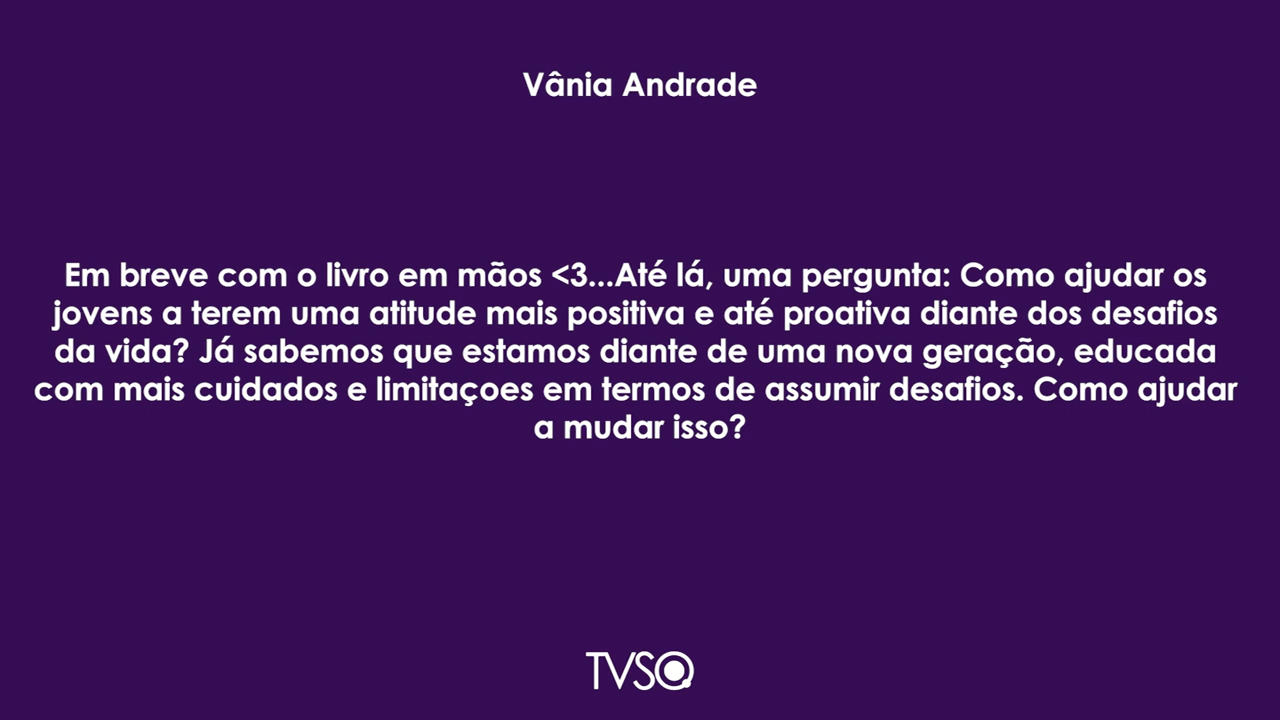 Vânia Andrade
Em breve com o livro em mãos <3...Até lá, uma pergunta: Como ajudar os
jovens a terem uma atitude mais positiva e até proativa diante dos desafios
da vida? Já sabemos que estamos diante de uma nova geração, educada
com mais cuidados e limitaçoes em termos de assumir desafios. Como ajudar
a mudar isso?
TVSQ